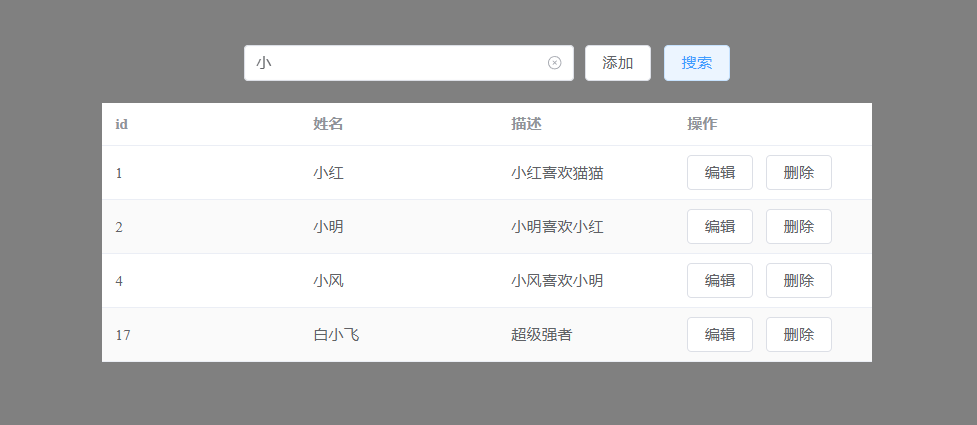 小 添加 搜索
id 姓名 描述 操作
1 小红 小红喜欢猫猫 编辑 删除
2 小明 小明喜欢小红 编辑 删除
4 小风 小风喜欢小明 编辑 删除
17 白小飞 超级强者 编辑 删除